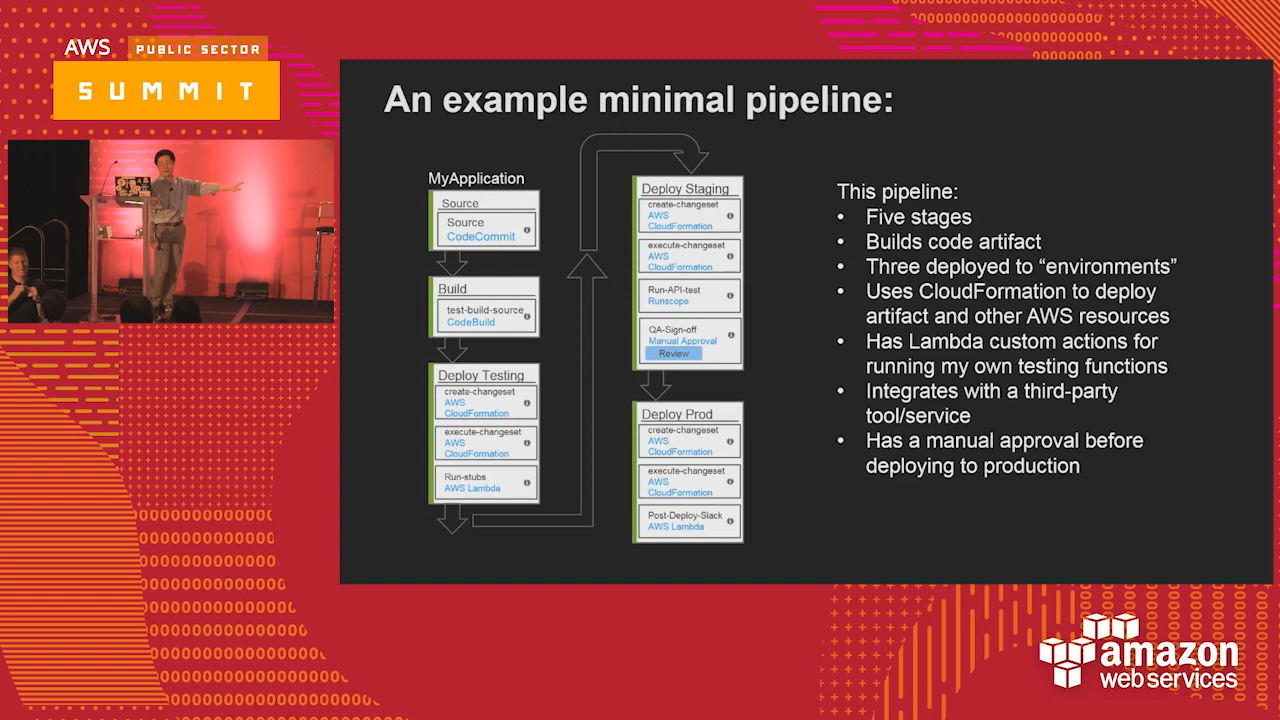 AWS PUBLIC SECTOR
SUMMIT
An example minimal pipeline:
MyApplication
Source
Source
CodeCommit
Build
test-build-source
CodeBuild
Deploy Testing
create-changeset
AWS
CloudFormation
execute-changeset
AWS
CloudFormation
Run-stubs
AWS Lambda
Deploy Staging
create-changeset
AWS
CloudFormation
execute-changeset
AWS
CloudFormation
Run-API-test
Runscope
QA-Sign-off
Manual Approval
Review
Deploy Prod
create-changeset
AWS
CloudFormation
execute-changeset
AWS
CloudFormation
Post-Deploy-Slack
AWS Lambda
This pipeline:
• Five stages
• Builds code artifact
• Three deployed to “environments”
• Uses CloudFormation to deploy
artifact and other AWS resources
• Has Lambda custom actions for
running my own testing functions
• Integrates with a third-party
tool/service
• Has a manual approval before
deploying to production
amazon
web services